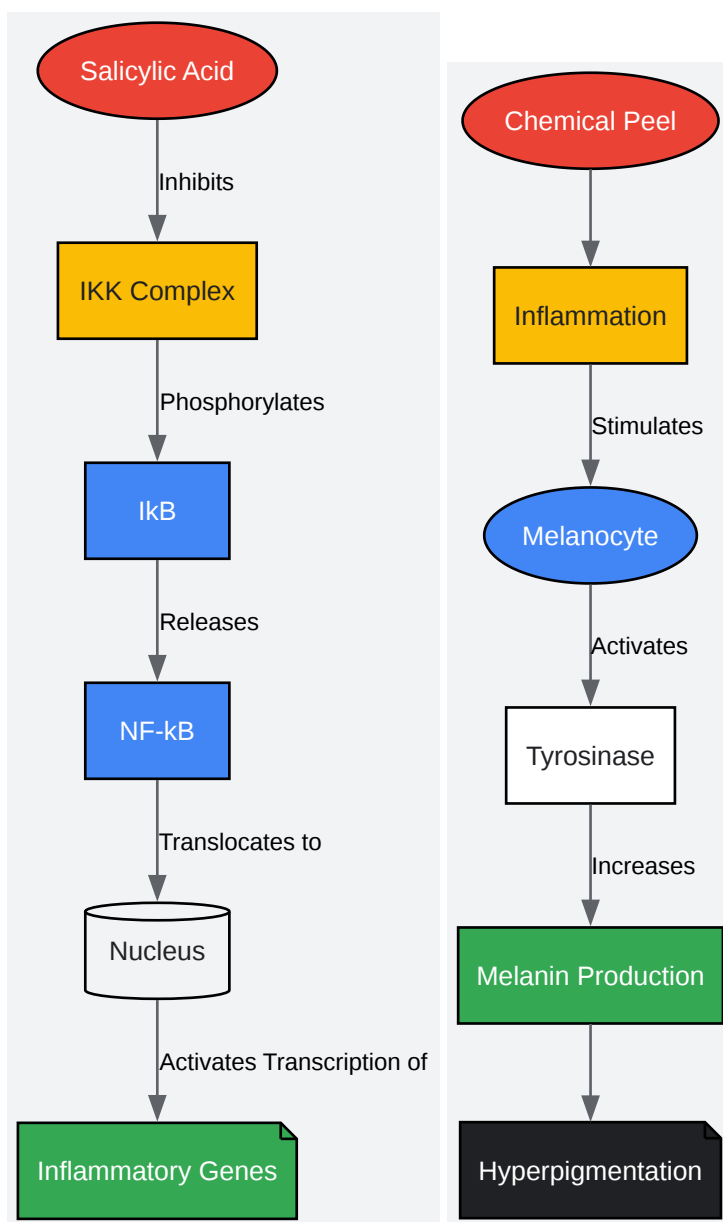 Salicylic Acid
Inhibits
IKK Complex
Phosphorylates
IkB
Releases
NF-kB
Translocates to
Nucleus
Activates Transcription of
Inflammatory Genes
Chemical Peel
Inflammation
Stimulates
Melanocyte
Activates
Tyrosinase
Increases
Melanin Production
Hyperpigmentation